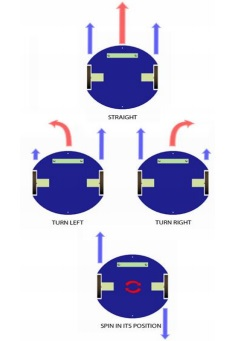 STRAIGHT
TURN LEFT
TURN RIGHT
SPIN IN ITS POSITION